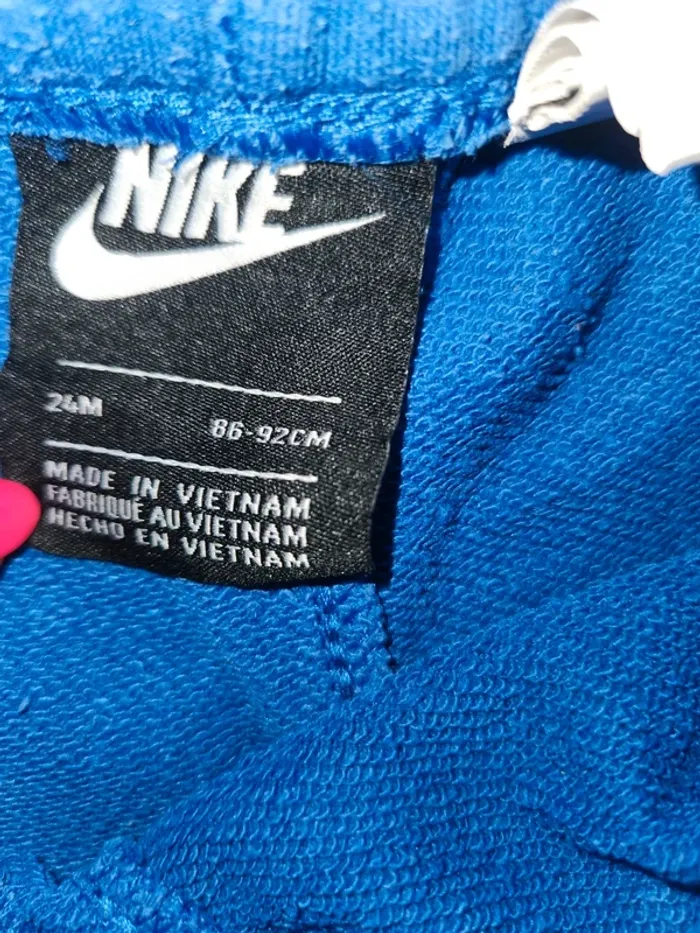 NIKE
24M
86-92CM
MADE IN VIETNAM
FABRIQUÉ AU VIETNAM
HECHO EN VIETNAM